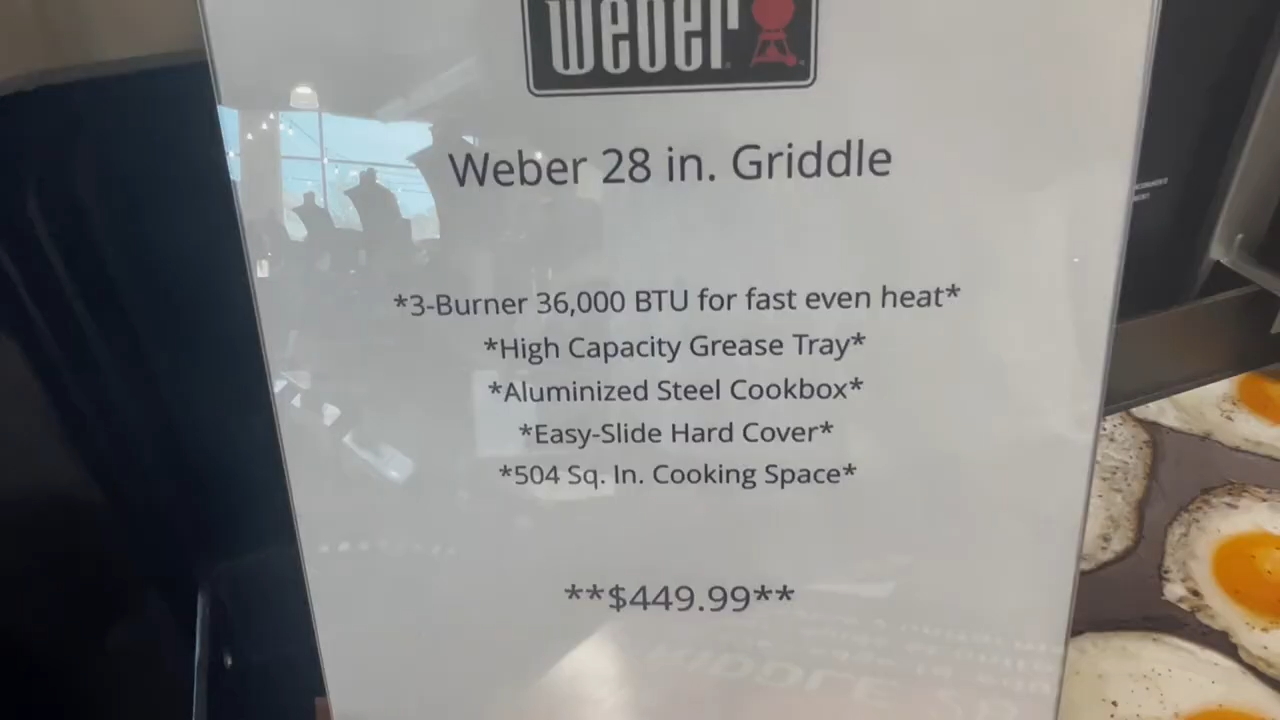 weber
Weber 28 in. Griddle
*3-Burner 36,000 BTU for fast even heat*
*High Capacity Grease Tray*
*Aluminized Steel Cookbox*
*Easy-Slide Hard Cover*
*504 Sq. In. Cooking Space*
**$449.99**